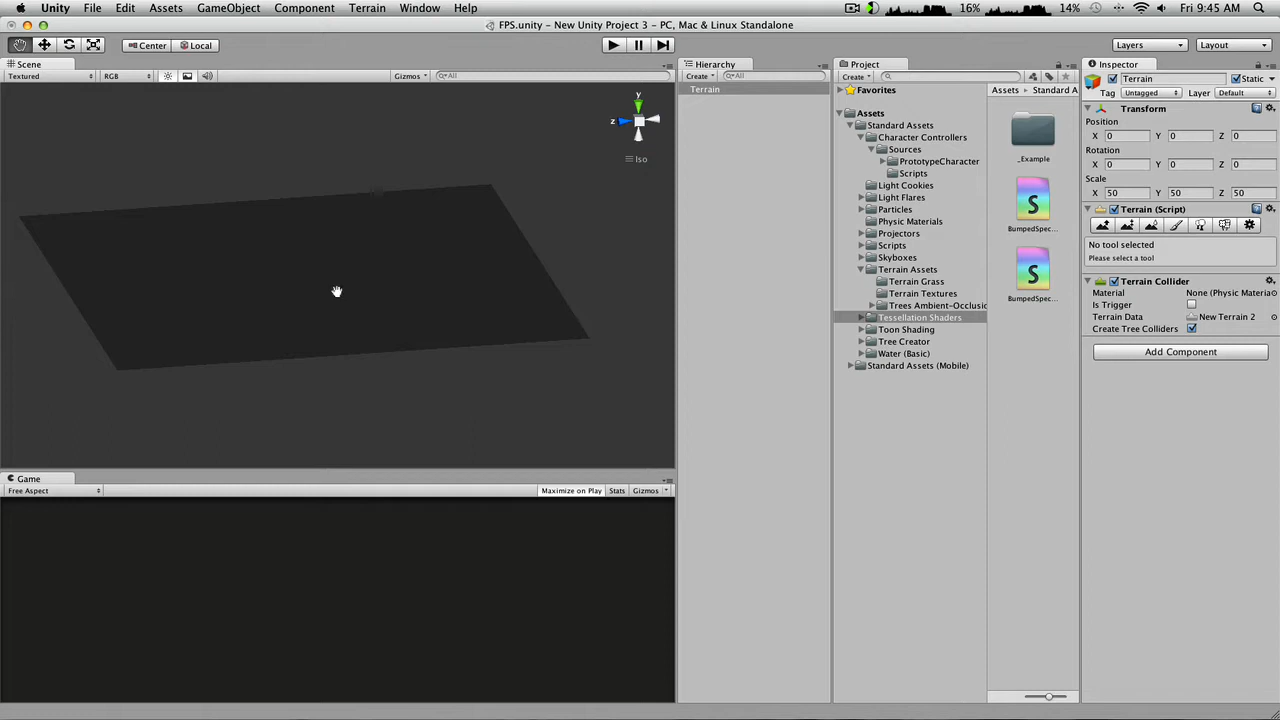 Unity File Edit Assets GameObject Component Terrain Window Help 16% 14% Fri 9:45 AM
FPS.unity - New Unity Project 3 - PC, Mac & Linux Standalone
Center Local Layers Layout
Scene
Textured RGB Gizmos All
y
z
Iso
Game
Free Aspect Maximize on Play Stats Gizmos
Hierarchy
Create All
Terrain
Project
Create
Favorites
Assets
Standard Assets
Character Controllers
Sources
PrototypeCharacter
Scripts
Light Cookies
Light Flares
Particles
Physic Materials
Projectors
Scripts
Skyboxes
Terrain Assets
Terrain Grass
Terrain Textures
Trees Ambient-Occlusio
Tessellation Shaders
Toon Shading
Tree Creator
Water (Basic)
Standard Assets (Mobile)
Assets Standard A
_Example
S
BumpedSpec...
S
BumpedSpec...
Inspector
Terrain Static
Tag Untagged Layer Default
Transform
Position
X 0 Y 0 Z 0
Rotation
X 0 Y 0 Z 0
Scale
X 50 Y 50 Z 50
Terrain (Script)
No tool selected
Please select a tool
Terrain Collider
Material None (Physic Materia
Is Trigger
Terrain Data New Terrain 2
Create Tree Colliders
Add Component